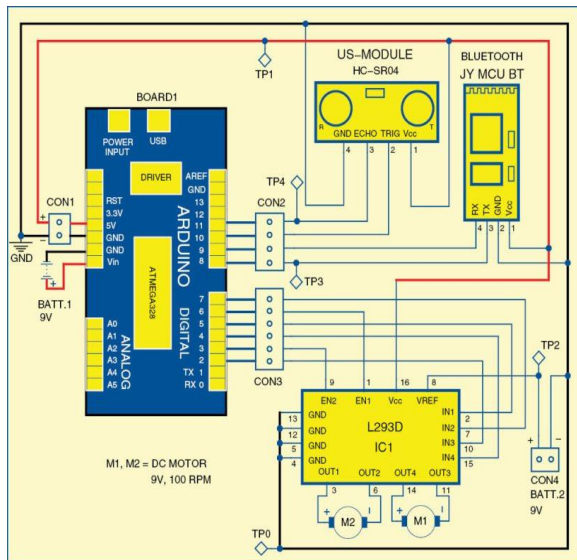 US-MODULE
HC-SR04
BLUETOOTH
JY MCU BT
TP1
BOARD1
POWER INPUT
USB
R
T
GND ECHO TRIG Vcc
4 3 2 1
DRIVER
AREF
GND
13
12
11
10
9
8
RST
3.3V
5V
GND
GND
Vin
CON1
+
-
GND
BATT.1
9V
+
ARDUINO
ATMEGA328
TP4
CON2
TP3
RX
TX
GND
Vcc
4 3 2 1
DIGITAL
7
6
5
4
3
2
TX 1
RX 0
ANALOG
A0
A1
A2
A3
A4
A5
CON3
TP2
9 1 16 8
EN2 EN1 Vcc VREF
13 GND
12 GND
5 GND
4 GND
L293D
IC1
IN1 2
IN2 7
IN3 10
IN4 15
OUT1 OUT2 OUT4 OUT3
3 6 14 11
+ M2 -
+ M1 -
+ -
CON4
BATT.2
9V
M1, M2 = DC MOTOR
9V, 100 RPM
TP0